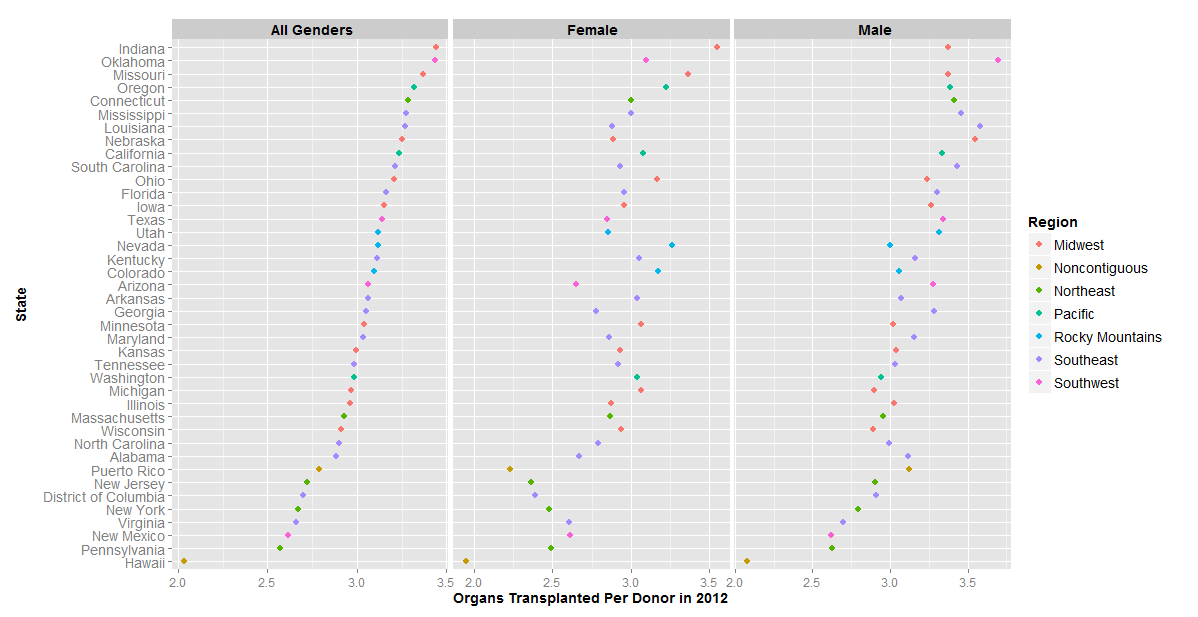 All Genders Female Male
Indiana
Oklahoma
Missouri
Oregon
Connecticut
Mississippi
Louisiana
Nebraska
California
South Carolina
Ohio
Florida
Iowa
Texas
Utah
Nevada
Kentucky
Colorado
Arizona
Arkansas
Georgia
Minnesota
Maryland
Kansas
Tennessee
Washington
Michigan
Illinois
Massachusetts
Wisconsin
North Carolina
Alabama
Puerto Rico
New Jersey
District of Columbia
New York
Virginia
New Mexico
Pennsylvania
Hawaii
State
2.0 2.5 3.0 3.5 2.0 2.5 3.0 3.5 2.0 2.5 3.0 3.5
Organs Transplanted Per Donor in 2012
Region
Midwest
Noncontiguous
Northeast
Pacific
Rocky Mountains
Southeast
Southwest